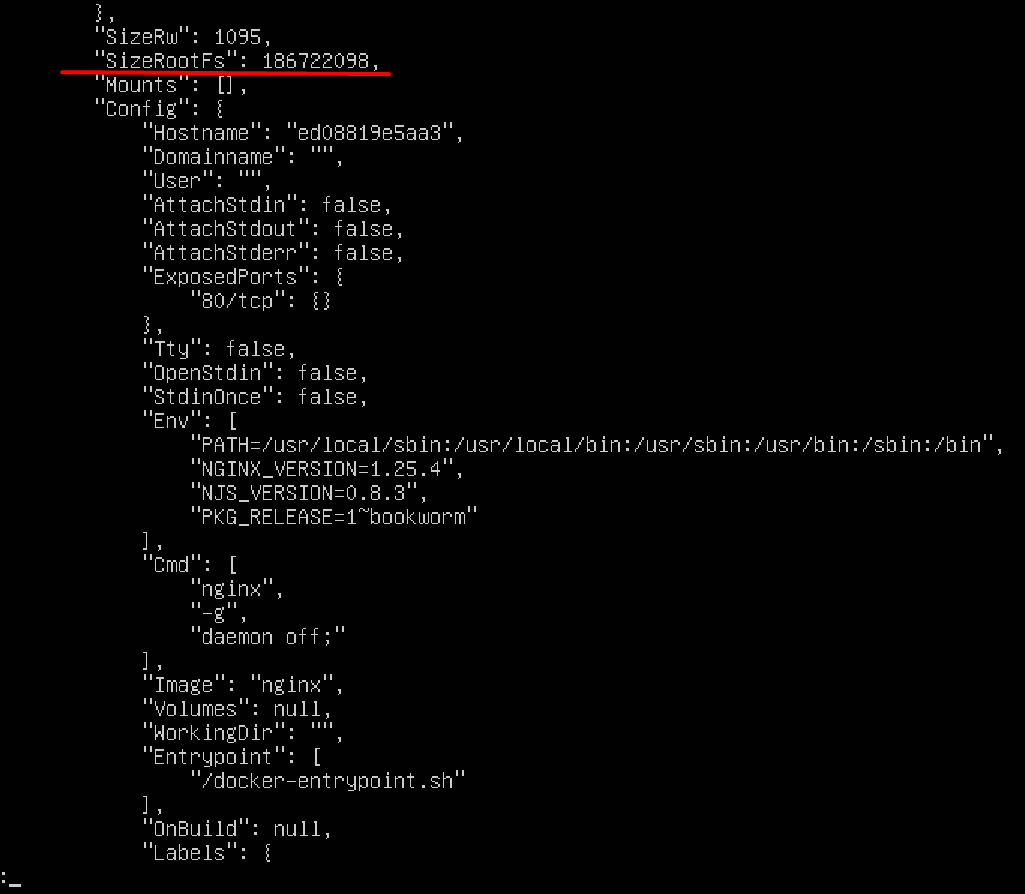 },
"SizeRw": 1095,
"SizeRootFs": 186722098,
"Mounts": [],
"Config": {
"Hostname": "ed08819e5aa3",
"Domainname": "",
"User": "",
"AttachStdin": false,
"AttachStdout": false,
"AttachStderr": false,
"ExposedPorts": {
"80/tcp": {}
},
"Tty": false,
"OpenStdin": false,
"StdinOnce": false,
"Env": [
"PATH=/usr/local/sbin:/usr/local/bin:/usr/sbin:/usr/bin:/sbin:/bin",
"NGINX_VERSION=1.25.4",
"NJS_VERSION=0.8.3",
"PKG_RELEASE=1~bookworm"
],
"Cmd": [
"nginx",
"-g",
"daemon off;"
],
"Image": "nginx",
"Volumes": null,
"WorkingDir": "",
"Entrypoint": [
"/docker-entrypoint.sh"
],
"OnBuild": null,
"Labels": {
:_